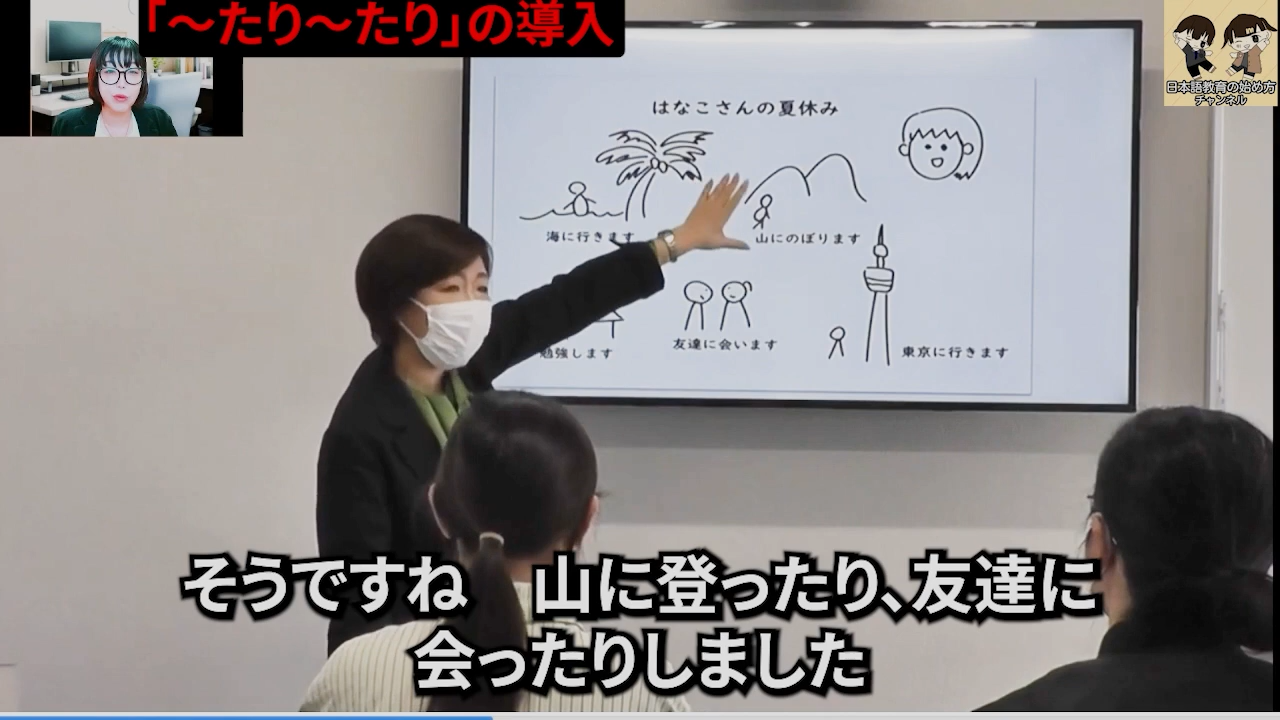 「～たり～たり」の導入
日本語教育の始め方
チャンネル
はなこさんの夏休み
海に行きます
山にのぼります
勉強します
友達に会います
東京に行きます
そうですね　山に登ったり、友達に
会ったりしました